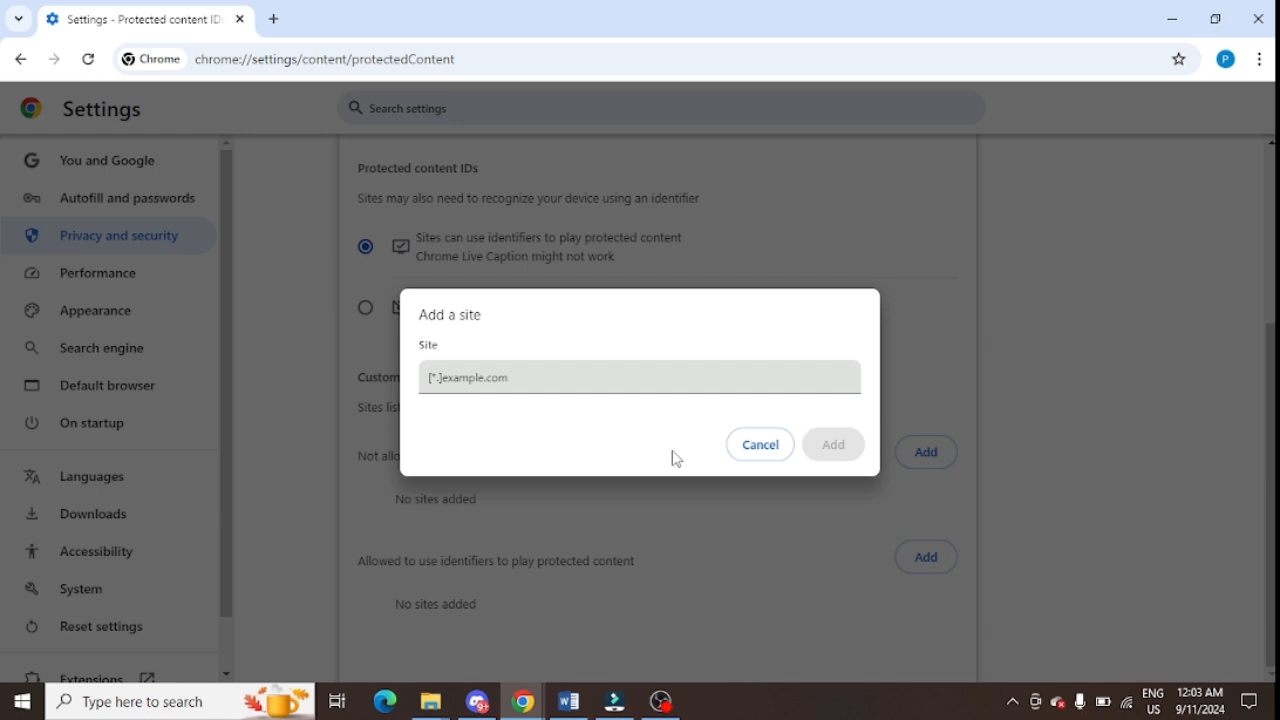 Settings - Protected content ID
Chrome
chrome://settings/content/protectedContent
P
Settings
Search settings
You and Google
Autofill and passwords
Privacy and security
Performance
Appearance
Search engine
Default browser
On startup
Languages
Downloads
Accessibility
System
Reset settings
Extensions
Protected content IDs
Sites may also need to recognize your device using an identifier
Sites can use identifiers to play protected content
Chrome Live Caption might not work
Add a site
Site
[*.]example.com
Cancel
Add
Custom
Sites list
Not allo
Add
No sites added
Allowed to use identifiers to play protected content
Add
No sites added
Type here to search
ENG
US
12:03 AM
9/11/2024